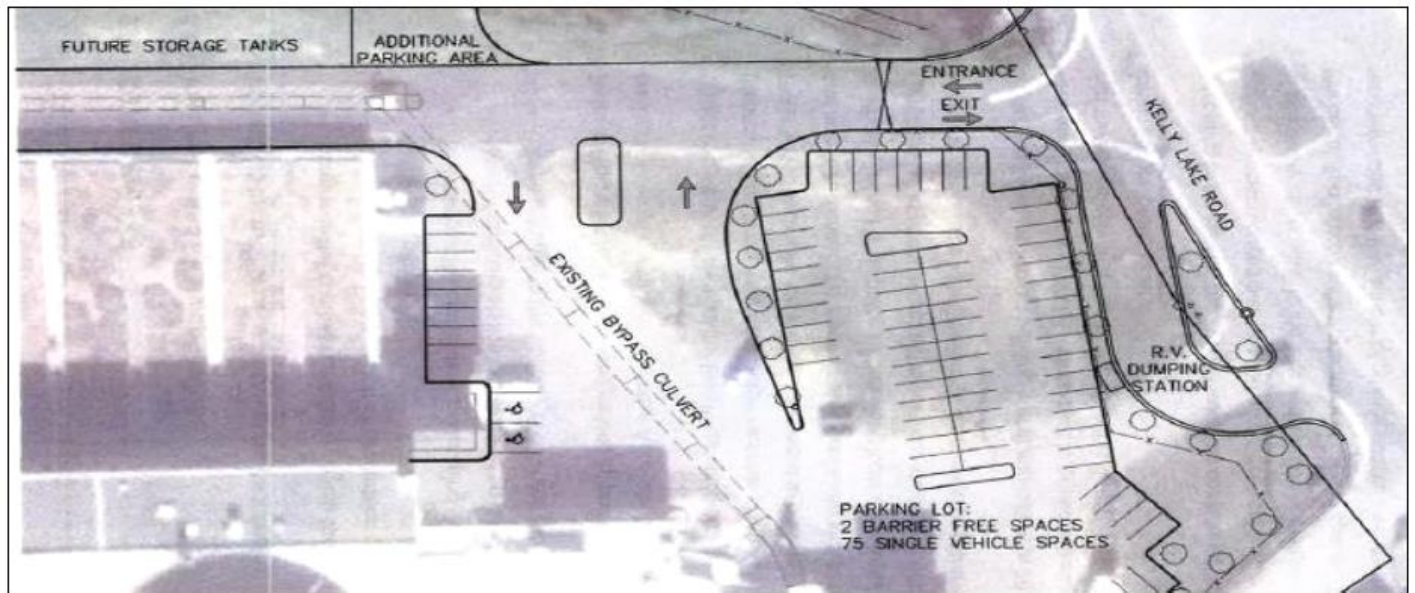 FUTURE STORAGE TANKS
ADDITIONAL
PARKING AREA
ENTRANCE
EXIT
KELLY LAKE ROAD
EXISTING BYPASS CULVERT
R.V.
DUMPING
STATION
PARKING LOT:
2 BARRIER FREE SPACES
75 SINGLE VEHICLE SPACES